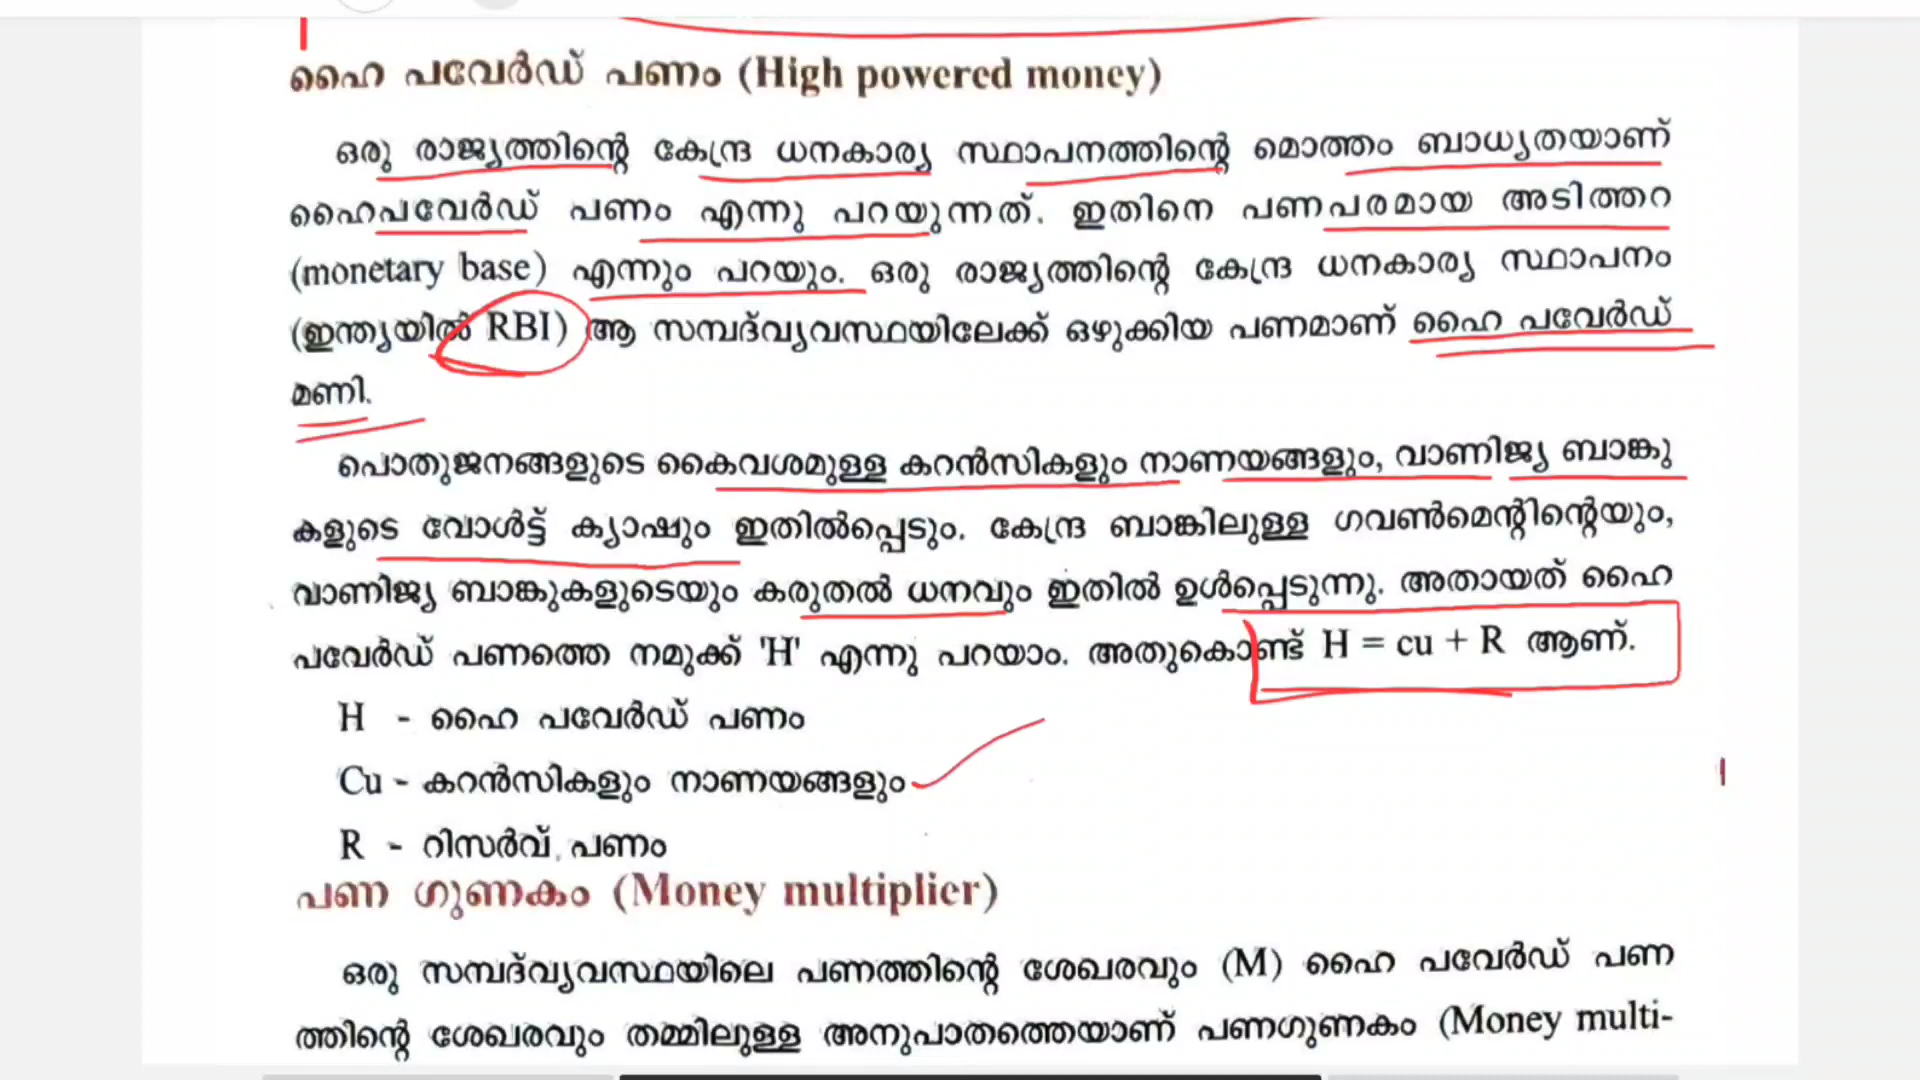 ഹൈ പവേർഡ് പണം (High powered money)
ഒരു രാജ്യത്തിന്റെ കേന്ദ്ര ധനകാര്യ സ്ഥാപനത്തിന്റെ മൊത്തം ബാധ്യതയാണ്
ഹൈപവേർഡ് പണം എന്നു പറയുന്നത്. ഇതിനെ പണപരമായ അടിത്തറ
(monetary base) എന്നും പറയും. ഒരു രാജ്യത്തിന്റെ കേന്ദ്ര ധനകാര്യ സ്ഥാപനം
(ഇന്ത്യയിൽ RBI) ആ സമ്പദ്‌വ്യവസ്ഥയിലേക്ക് ഒഴുക്കിയ പണമാണ് ഹൈ പവേർഡ്
മണി.
പൊതുജനങ്ങളുടെ കൈവശമുള്ള കറൻസികളും നാണയങ്ങളും, വാണിജ്യ ബാങ്കു
കളുടെ വോൾട്ട് ക്യാഷും ഇതിൽപ്പെടും. കേന്ദ്ര ബാങ്കിലുള്ള ഗവൺമെന്റിന്റെയും,
വാണിജ്യ ബാങ്കുകളുടെയും കരുതൽ ധനവും ഇതിൽ ഉൾപ്പെടുന്നു. അതായത് ഹൈ
പവേർഡ് പണത്തെ നമുക്ക് 'H' എന്നു പറയാം. അതുകൊണ്ട് H = cu + R ആണ്.
H - ഹൈ പവേർഡ് പണം
Cu - കറൻസികളും നാണയങ്ങളും
R - റിസർവ് പണം
പണ ഗുണകം (Money multiplier)
ഒരു സമ്പദ്‌വ്യവസ്ഥയിലെ പണത്തിന്റെ ശേഖരവും (M) ഹൈ പവേർഡ് പണ
ത്തിന്റെ ശേഖരവും തമ്മിലുള്ള അനുപാതത്തെയാണ് പണഗുണകം (Money multi-